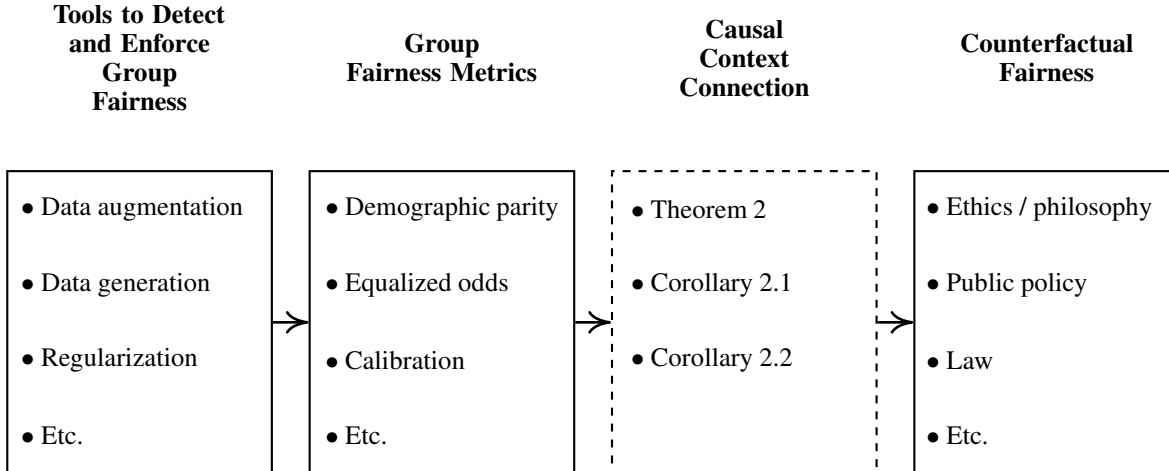 Tools to Detect
and Enforce
Group
Fairness
Group
Fairness Metrics
Causal
Context
Connection
Counterfactual
Fairness
• Data augmentation
• Data generation
• Regularization
• Etc.
• Demographic parity
• Equalized odds
• Calibration
• Etc.
• Theorem 2
• Corollary 2.1
• Corollary 2.2
• Ethics / philosophy
• Public policy
• Law
• Etc.